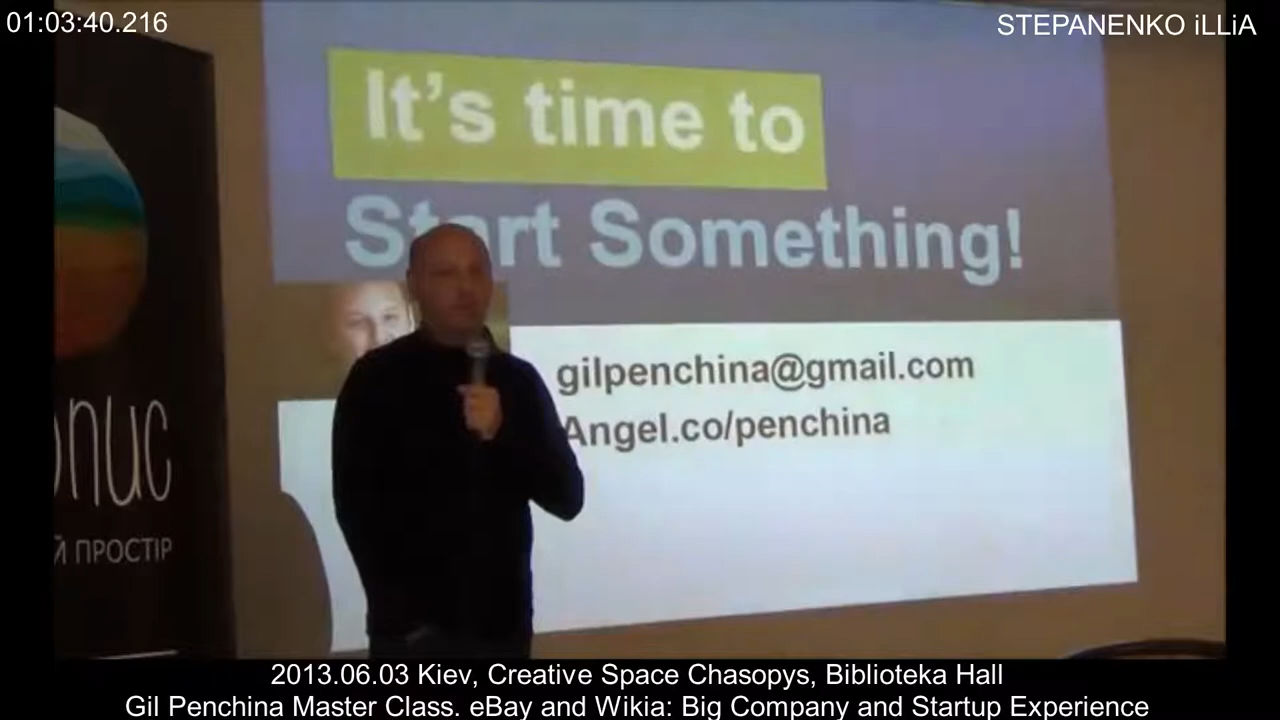 01:03:40.216
STEPANENKO iLLiA
It's time to
Start Something!
gilpenchina@gmail.com
Angel.co/penchina
опис
й ПРОСТІР
2013.06.03 Kiev, Creative Space Chasopys, Biblioteka Hall
Gil Penchina Master Class. eBay and Wikia: Big Company and Startup Experience